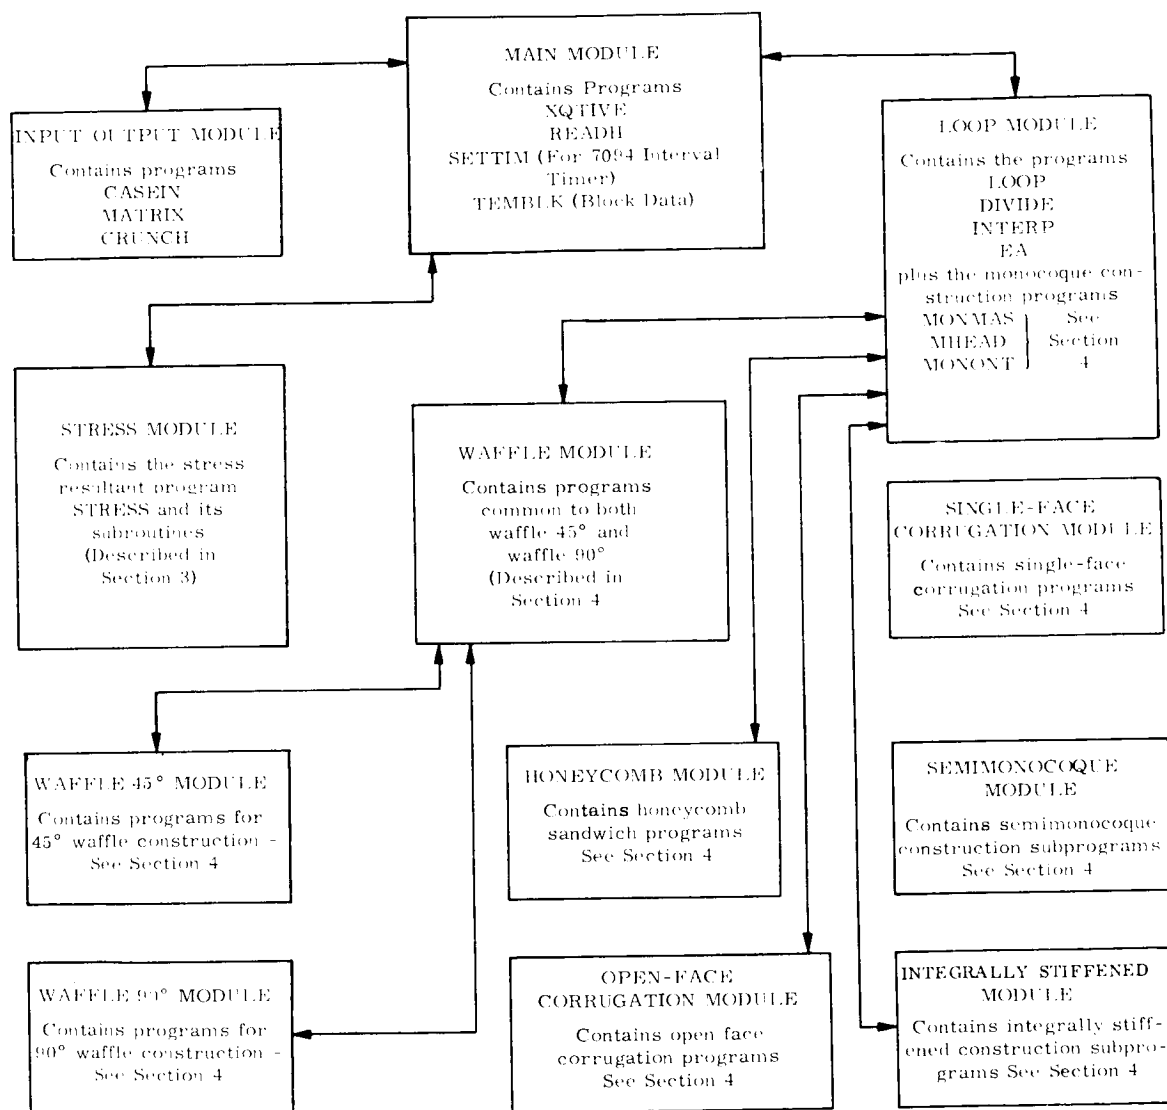 MAIN MODULE
Contains Programs
XQTIVE
READH
SETTIM (For 7094 Interval
Timer)
TEMBLK (Block Data)
INPUT OUTPUT MODULE
Contains programs
CASEIN
MATRIX
CRUNCH
LOOP MODULE
Contains the programs
LOOP
DIVIDE
INTERP
EA
plus the monocoque con-
struction programs
MONMAS See
MHEAD Section
MONONT 4
STRESS MODULE
Contains the stress
resultant program
STRESS and its
subroutines
(Described in
Section 3)
WAFFLE MODULE
Contains programs
common to both
waffle 45° and
waffle 90°
(Described in
Section 4
SINGLE-FACE
CORRUGATION MODULE
Contains single-face
corrugation programs
See Section 4
WAFFLE 45° MODULE
Contains programs for
45° waffle construction -
See Section 4
HONEYCOMB MODULE
Contains honeycomb
sandwich programs
See Section 4
SEMIMONOCOQUE
MODULE
Contains semimonocoque
construction subprograms
See Section 4
WAFFLE 90° MODULE
Contains programs for
90° waffle construction -
See Section 4
OPEN-FACE
CORRUGATION MODULE
Contains open face
corrugation programs
See Section 4
INTEGRALLY STIFFENED
MODULE
Contains integrally stiff-
ened construction subpro-
grams See Section 4